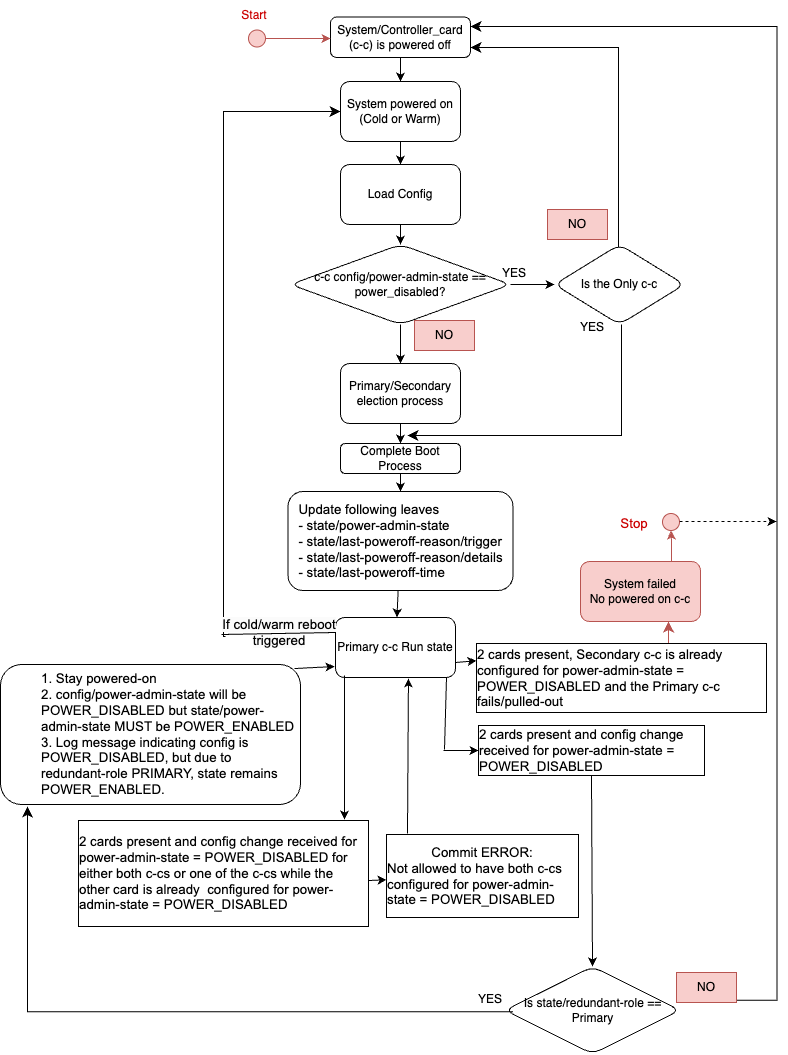 Start
System/Controller_card
(c-c) is powered off
System powered on
(Cold or Warm)
Load Config
NO
c-c config/power-admin-state ==
power_disabled?
YES
Is the Only c-c
YES
NO
Primary/Secondary
election process
Complete Boot
Process
Update following leaves
- state/power-admin-state
- state/last-poweroff-reason/trigger
- state/last-poweroff-reason/details
- state/last-poweroff-time
Stop
System failed
No powered on c-c
If cold/warm reboot
triggered
Primary c-c Run state
2 cards present, Secondary c-c is already
configured for power-admin-state =
POWER_DISABLED and the Primary c-c
fails/pulled-out
1. Stay powered-on
2. config/power-admin-state will be
POWER_DISABLED but state/power-
admin-state MUST be POWER_ENABLED
3. Log message indicating config is
POWER_DISABLED, but due to
redundant-role PRIMARY, state remains
POWER_ENABLED.
2 cards present and config change
received for power-admin-state =
POWER_DISABLED
2 cards present and config change received for
power-admin-state = POWER_DISABLED for
either both c-cs or one of the c-cs while the
other card is already  configured for power-
admin-state = POWER_DISABLED
Commit ERROR:
Not allowed to have both c-cs
configured for power-admin-
state = POWER_DISABLED
YES
Is state/redundant-role ==
Primary
NO